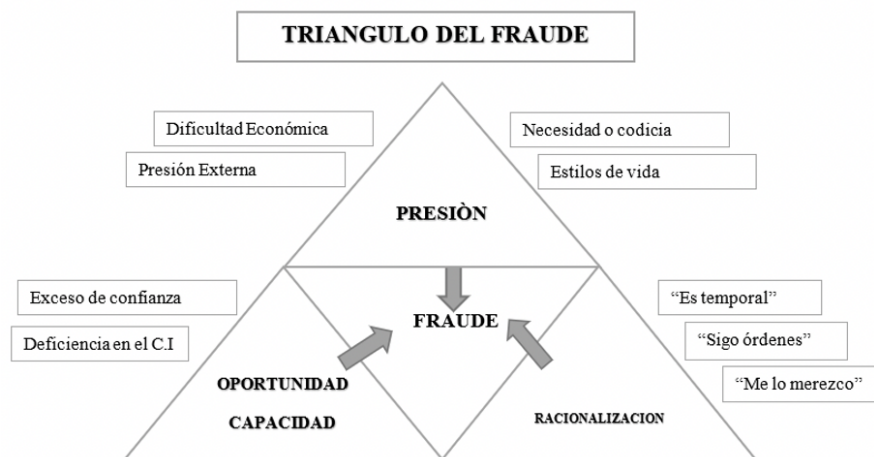 TRIANGULO DEL FRAUDE
Dificultad Económica
Necesidad o codicia
Presión Externa
Estilos de vida
PRESIÒN
Exceso de confianza
“Es temporal”
FRAUDE
Deficiencia en el C.I
“Sigo órdenes”
OPORTUNIDAD
“Me lo merezco”
CAPACIDAD
RACIONALIZACION